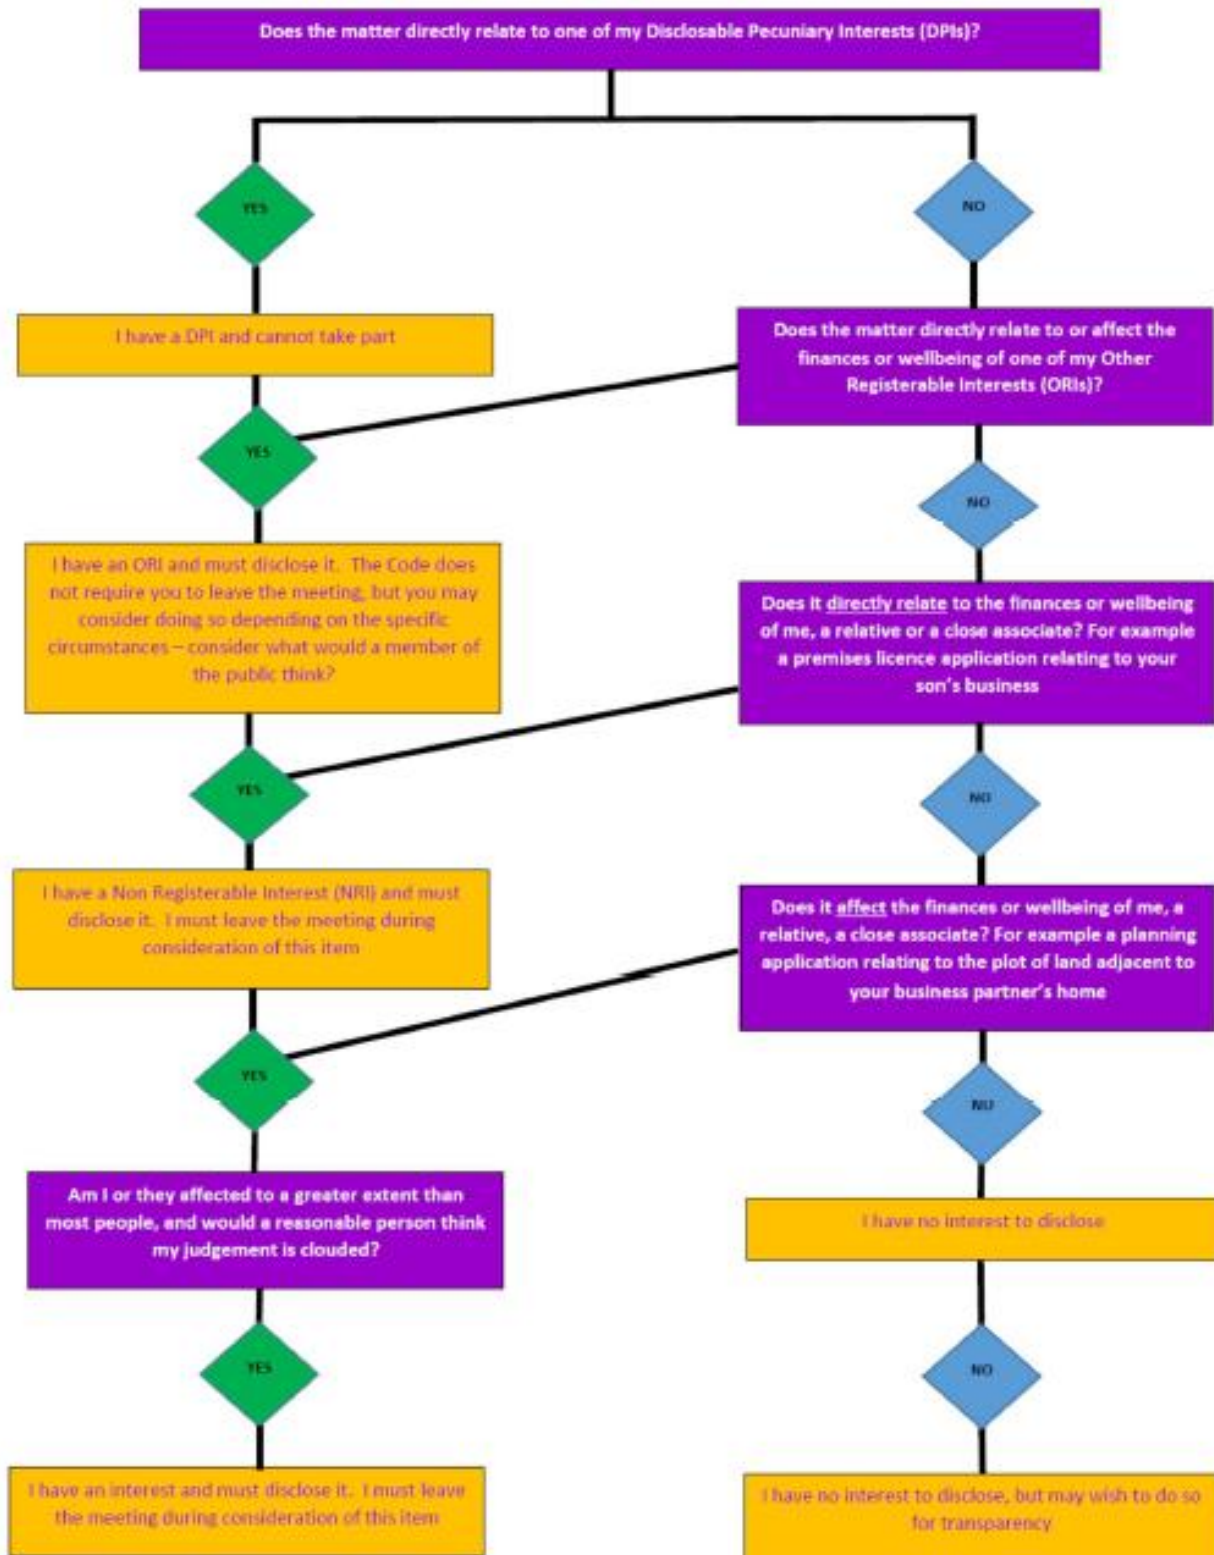 Does the matter directly relate to one of my Disclosable Pecuniary Interests (DPIs)?
YES
NO
I have a DPI and cannot take part
Does the matter directly relate to or affect the
finances or wellbeing of one of my Other
Registerable Interests (ORIs)?
YES
NO
I have an ORI and must disclose it. The Code does
not require you to leave the meeting, but you may
consider doing so depending on the specific
circumstances – consider what would a member of
the public think?
Does it directly relate to the finances or wellbeing
of me, a relative or a close associate? For example
a premises licence application relating to your
son's business
YES
NO
I have a Non Registerable Interest (NRI) and must
disclose it. I must leave the meeting during
consideration of this item
Does it affect the finances or wellbeing of me, a
relative, a close associate? For example a planning
application relating to the plot of land adjacent to
your business partner's home
YES
NO
Am I or they affected to a greater extent than
most people, and would a reasonable person think
my judgement is clouded?
I have no interest to disclose
YES
NO
I have an interest and must disclose it. I must leave
the meeting during consideration of this item
I have no interest to disclose, but may wish to do so
for transparency